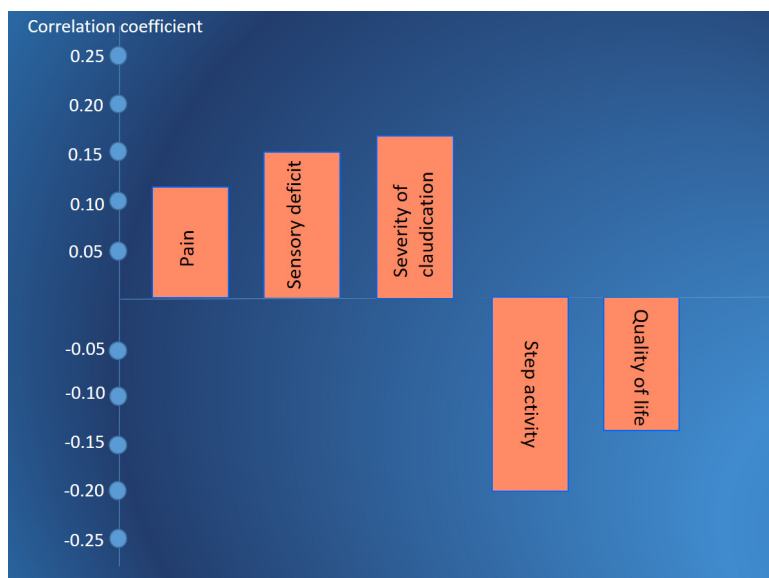 Correlation coefficient
0.25
0.20
0.15
0.10
0.05
-0.05
-0.10
-0.15
-0.20
-0.25
Pain
Sensory deficit
Severity of
claudication
Step activity
Quality of life